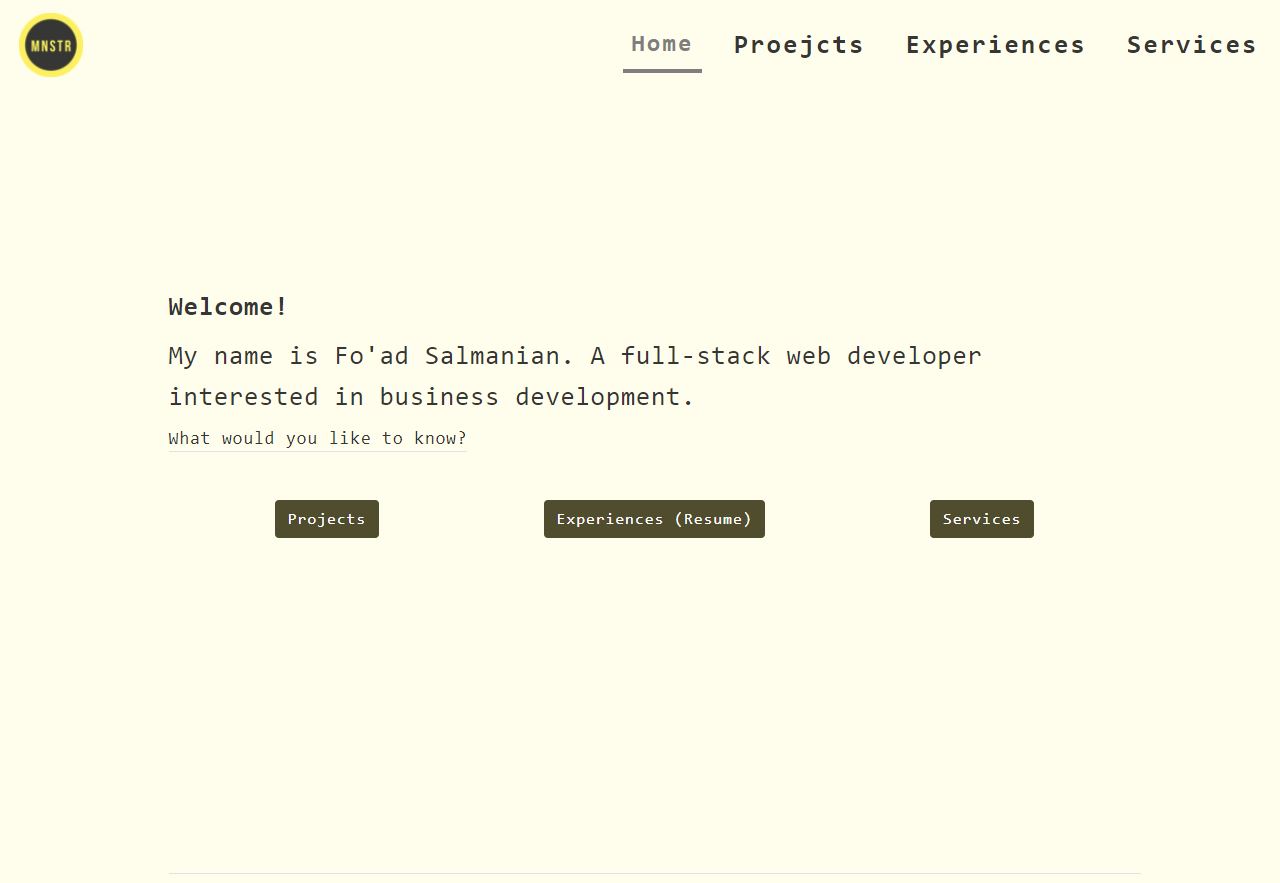 MNSTR
Home Proejcts Experiences Services
Welcome!
My name is Fo'ad Salmanian. A full-stack web developer
interested in business development.
What would you like to know?
Projects Experiences (Resume) Services